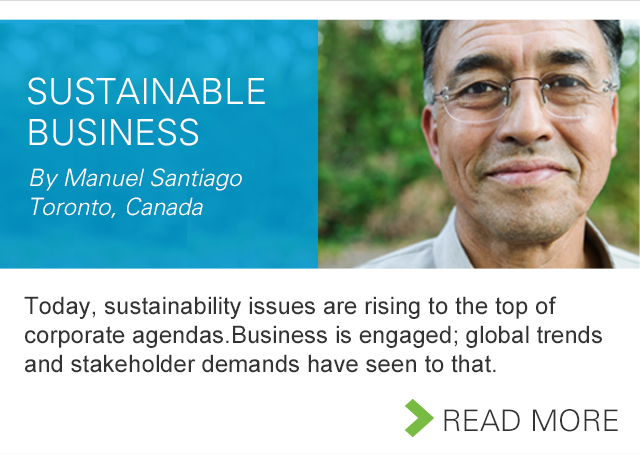 SUSTAINABLE
BUSINESS
By Manuel Santiago
Toronto, Canada
Today, sustainability issues are rising to the top of
corporate agendas.Business is engaged; global trends
and stakeholder demands have seen to that.
READ MORE